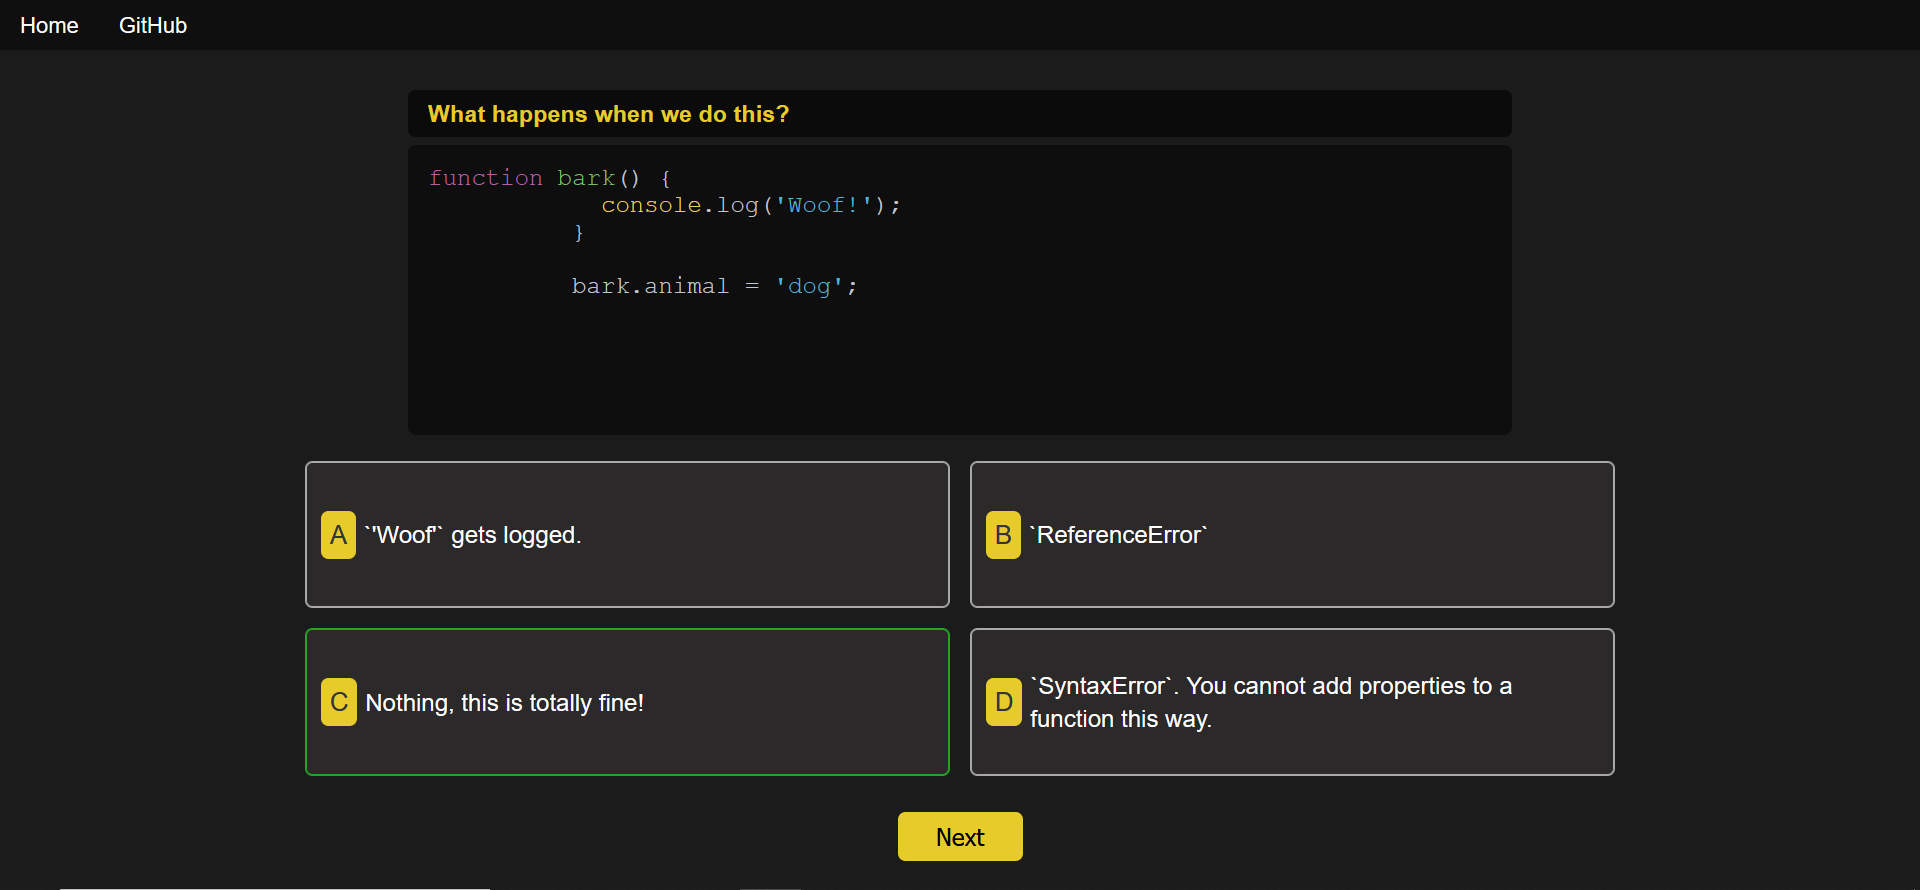 Home GitHub
What happens when we do this?
function bark() {
console.log('Woof!');
}
bark.animal = 'dog';
A `'Woof'` gets logged.
B `ReferenceError`
C Nothing, this is totally fine!
D `SyntaxError`. You cannot add properties to a
function this way.
Next